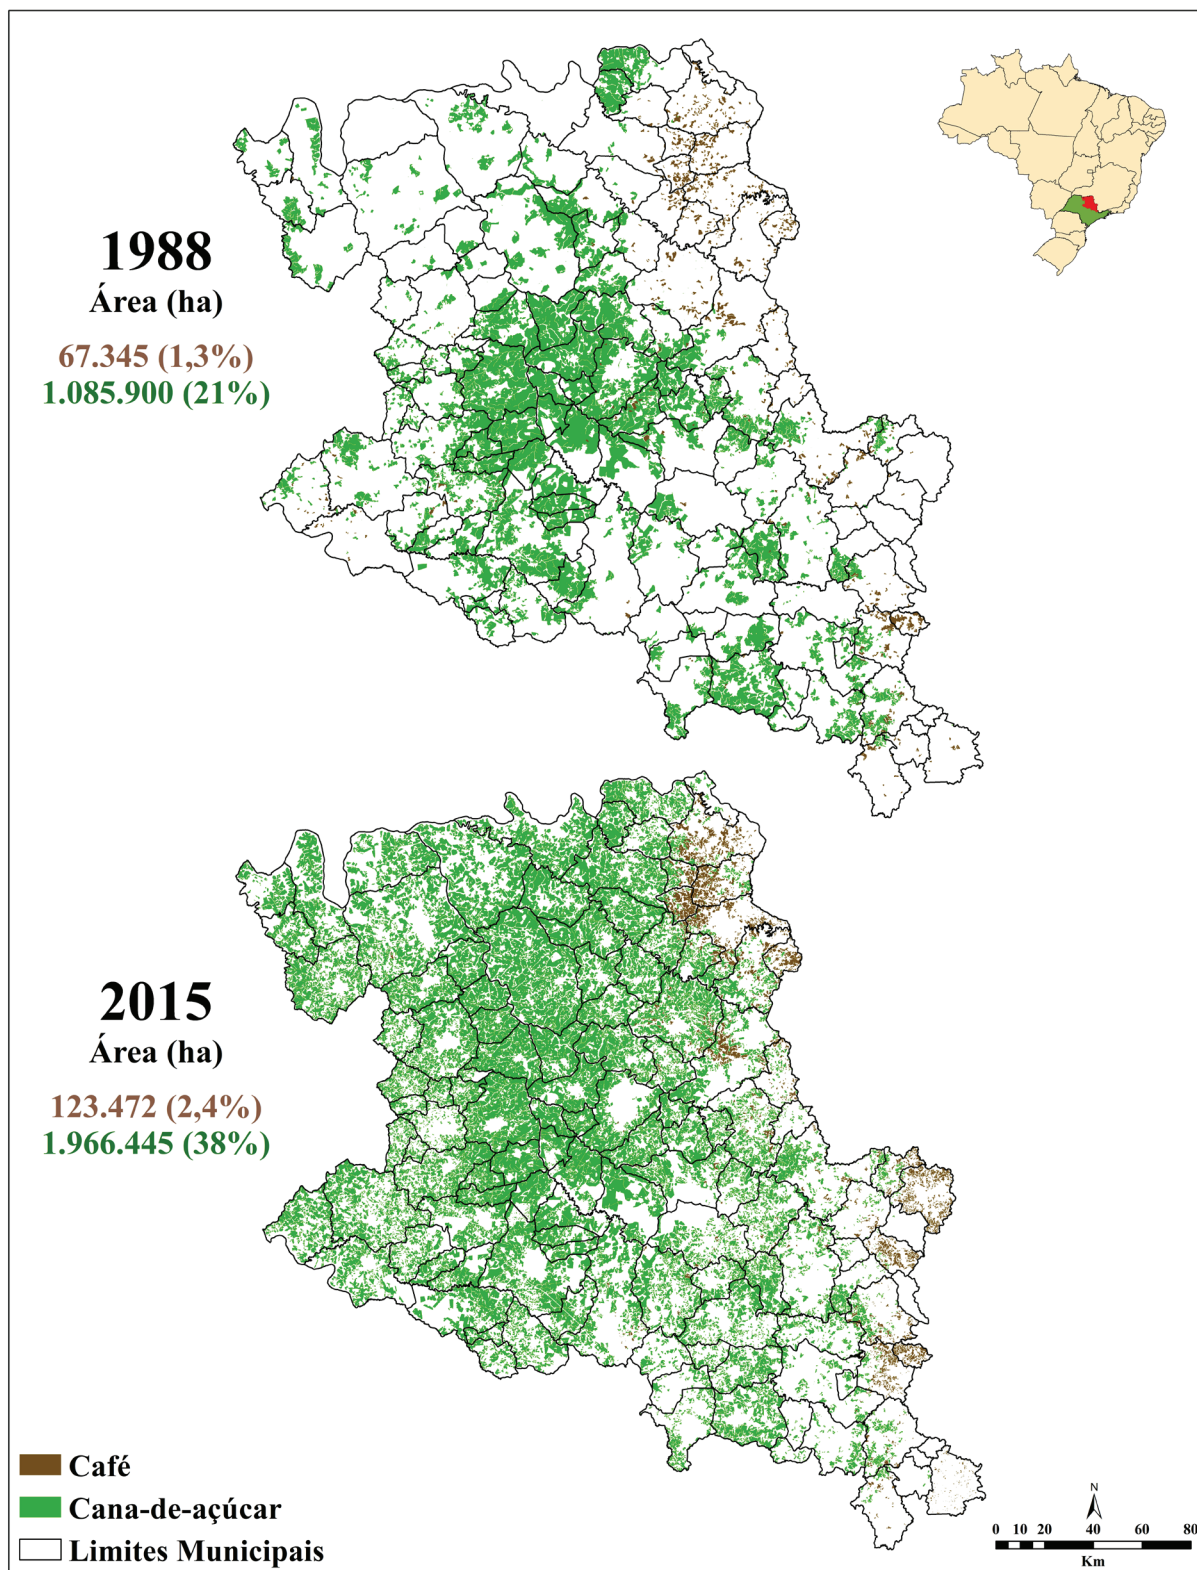 1988
Área (ha)
67.345 (1,3%)
1.085.900 (21%)
2015
Área (ha)
123.472 (2,4%)
1.966.445 (38%)
Café
Cana-de-açúcar
Limites Municipais
N
0 10 20 40 60 80
Km